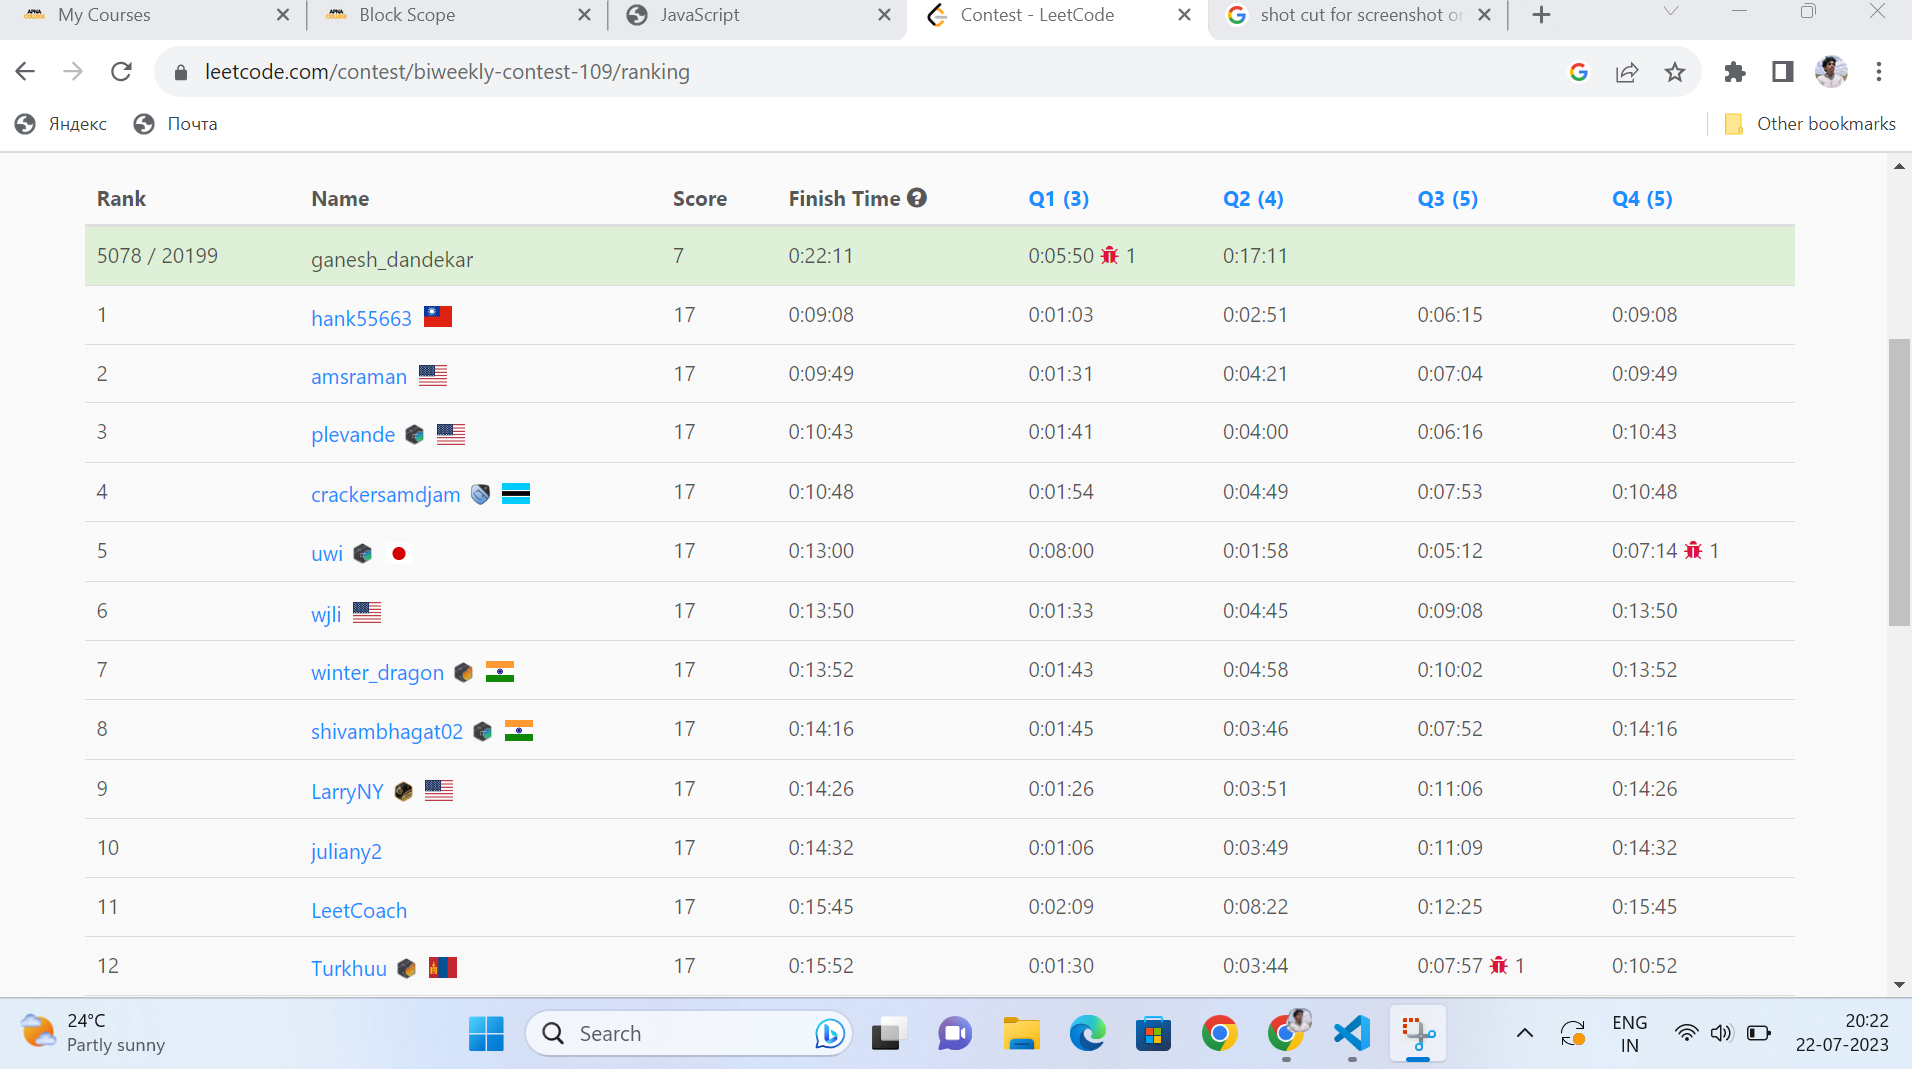 My Courses Block Scope JavaScript Contest - LeetCode shot cut for screenshot or
leetcode.com/contest/biweekly-contest-109/ranking
Яндекс Почта Other bookmarks
Rank Name Score Finish Time Q1 (3) Q2 (4) Q3 (5) Q4 (5)
5078 / 20199 ganesh_dandekar 7 0:22:11 0:05:50 1 0:17:11
1 hank55663 17 0:09:08 0:01:03 0:02:51 0:06:15 0:09:08
2 amsraman 17 0:09:49 0:01:31 0:04:21 0:07:04 0:09:49
3 plevande 17 0:10:43 0:01:41 0:04:00 0:06:16 0:10:43
4 crackersamdjam 17 0:10:48 0:01:54 0:04:49 0:07:53 0:10:48
5 uwi 17 0:13:00 0:08:00 0:01:58 0:05:12 0:07:14 1
6 wjli 17 0:13:50 0:01:33 0:04:45 0:09:08 0:13:50
7 winter_dragon 17 0:13:52 0:01:43 0:04:58 0:10:02 0:13:52
8 shivambhagat02 17 0:14:16 0:01:45 0:03:46 0:07:52 0:14:16
9 LarryNY 17 0:14:26 0:01:26 0:03:51 0:11:06 0:14:26
10 juliany2 17 0:14:32 0:01:06 0:03:49 0:11:09 0:14:32
11 LeetCoach 17 0:15:45 0:02:09 0:08:22 0:12:25 0:15:45
12 Turkhuu 17 0:15:52 0:01:30 0:03:44 0:07:57 1 0:10:52
24°C
Partly sunny
Search
ENG
IN
20:22
22-07-2023